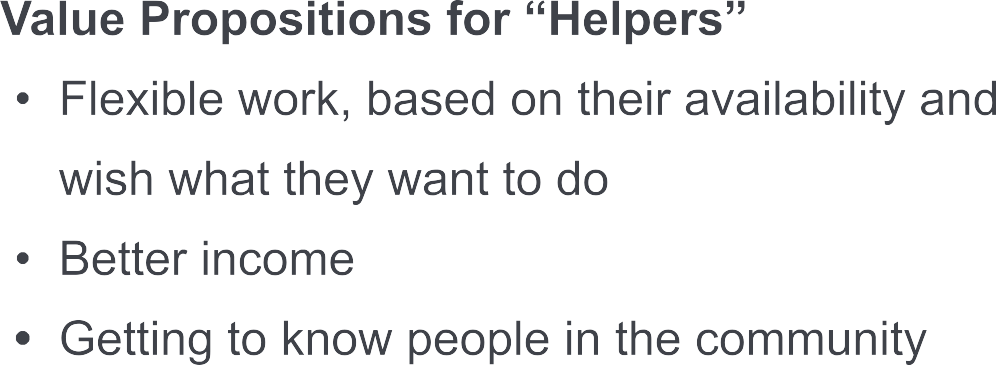 Value Propositions for “Helpers”
• Flexible work, based on their availability and
wish what they want to do
• Better income
• Getting to know people in the community